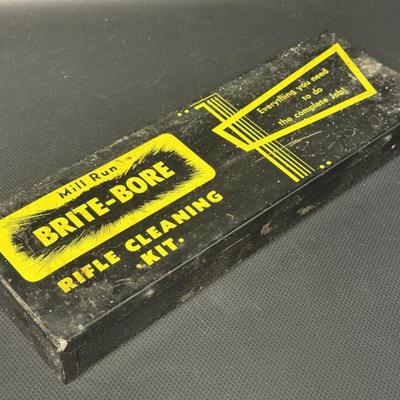 Mill Run
BRITE-BORE
RIFLE CLEANING
KIT
Everything you need
to do
the complete Job!